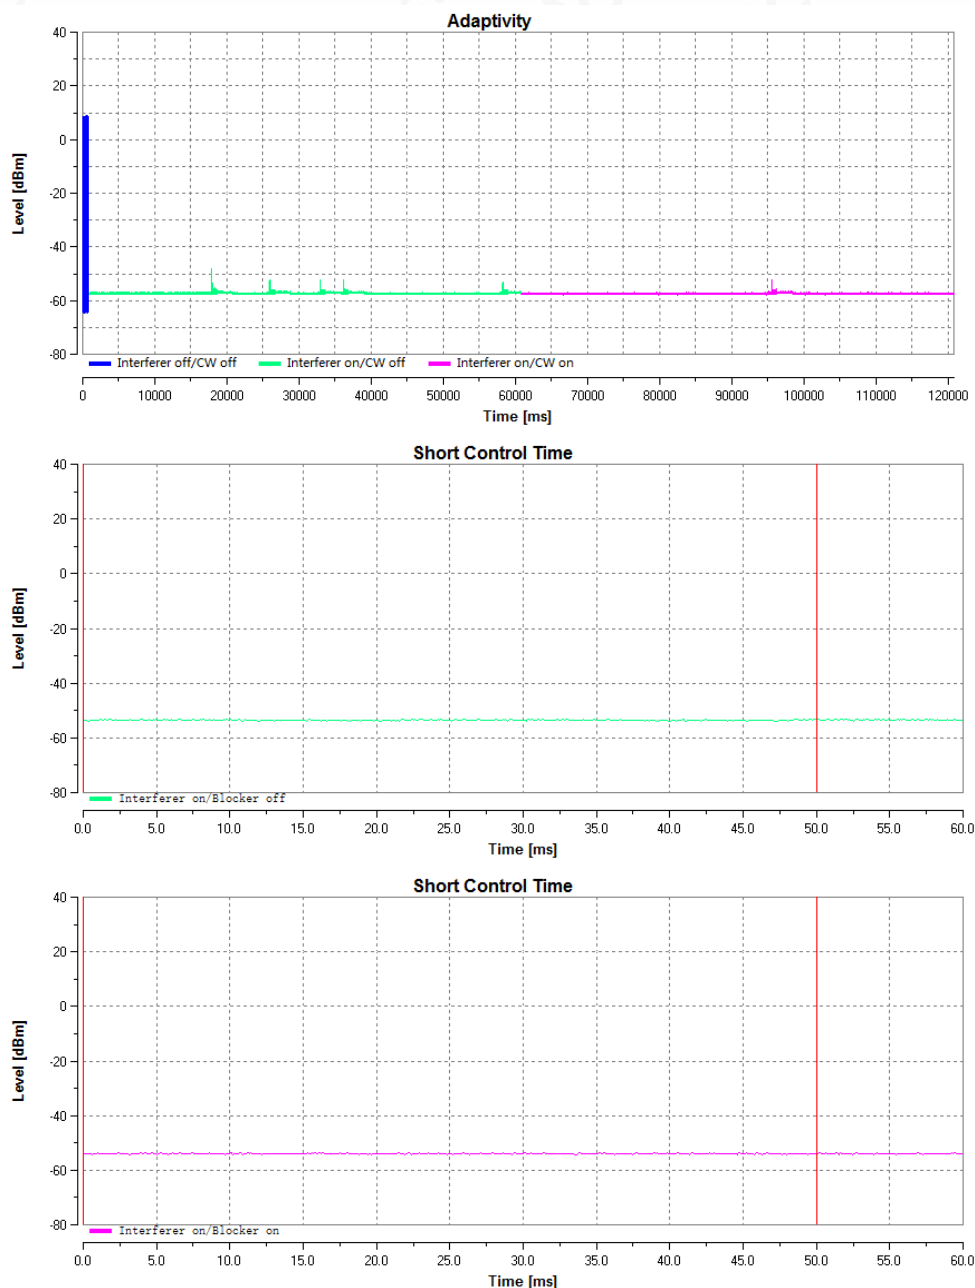 Adaptivity
40
20
0
-20
-40
-60
-80
Level [dBm]
Interferer off/CW off Interferer on/CW off Interferer on/CW on
0 10000 20000 30000 40000 50000 60000 70000 80000 90000 100000 110000 120000
Time [ms]
Short Control Time
40
20
0
-20
-40
-60
-80
Level [dBm]
Interferer on/Blocker off
0.0 5.0 10.0 15.0 20.0 25.0 30.0 35.0 40.0 45.0 50.0 55.0 60.0
Time [ms]
Short Control Time
40
20
0
-20
-40
-60
-80
Level [dBm]
Interferer on/Blocker on
0.0 5.0 10.0 15.0 20.0 25.0 30.0 35.0 40.0 45.0 50.0 55.0 60.0
Time [ms]